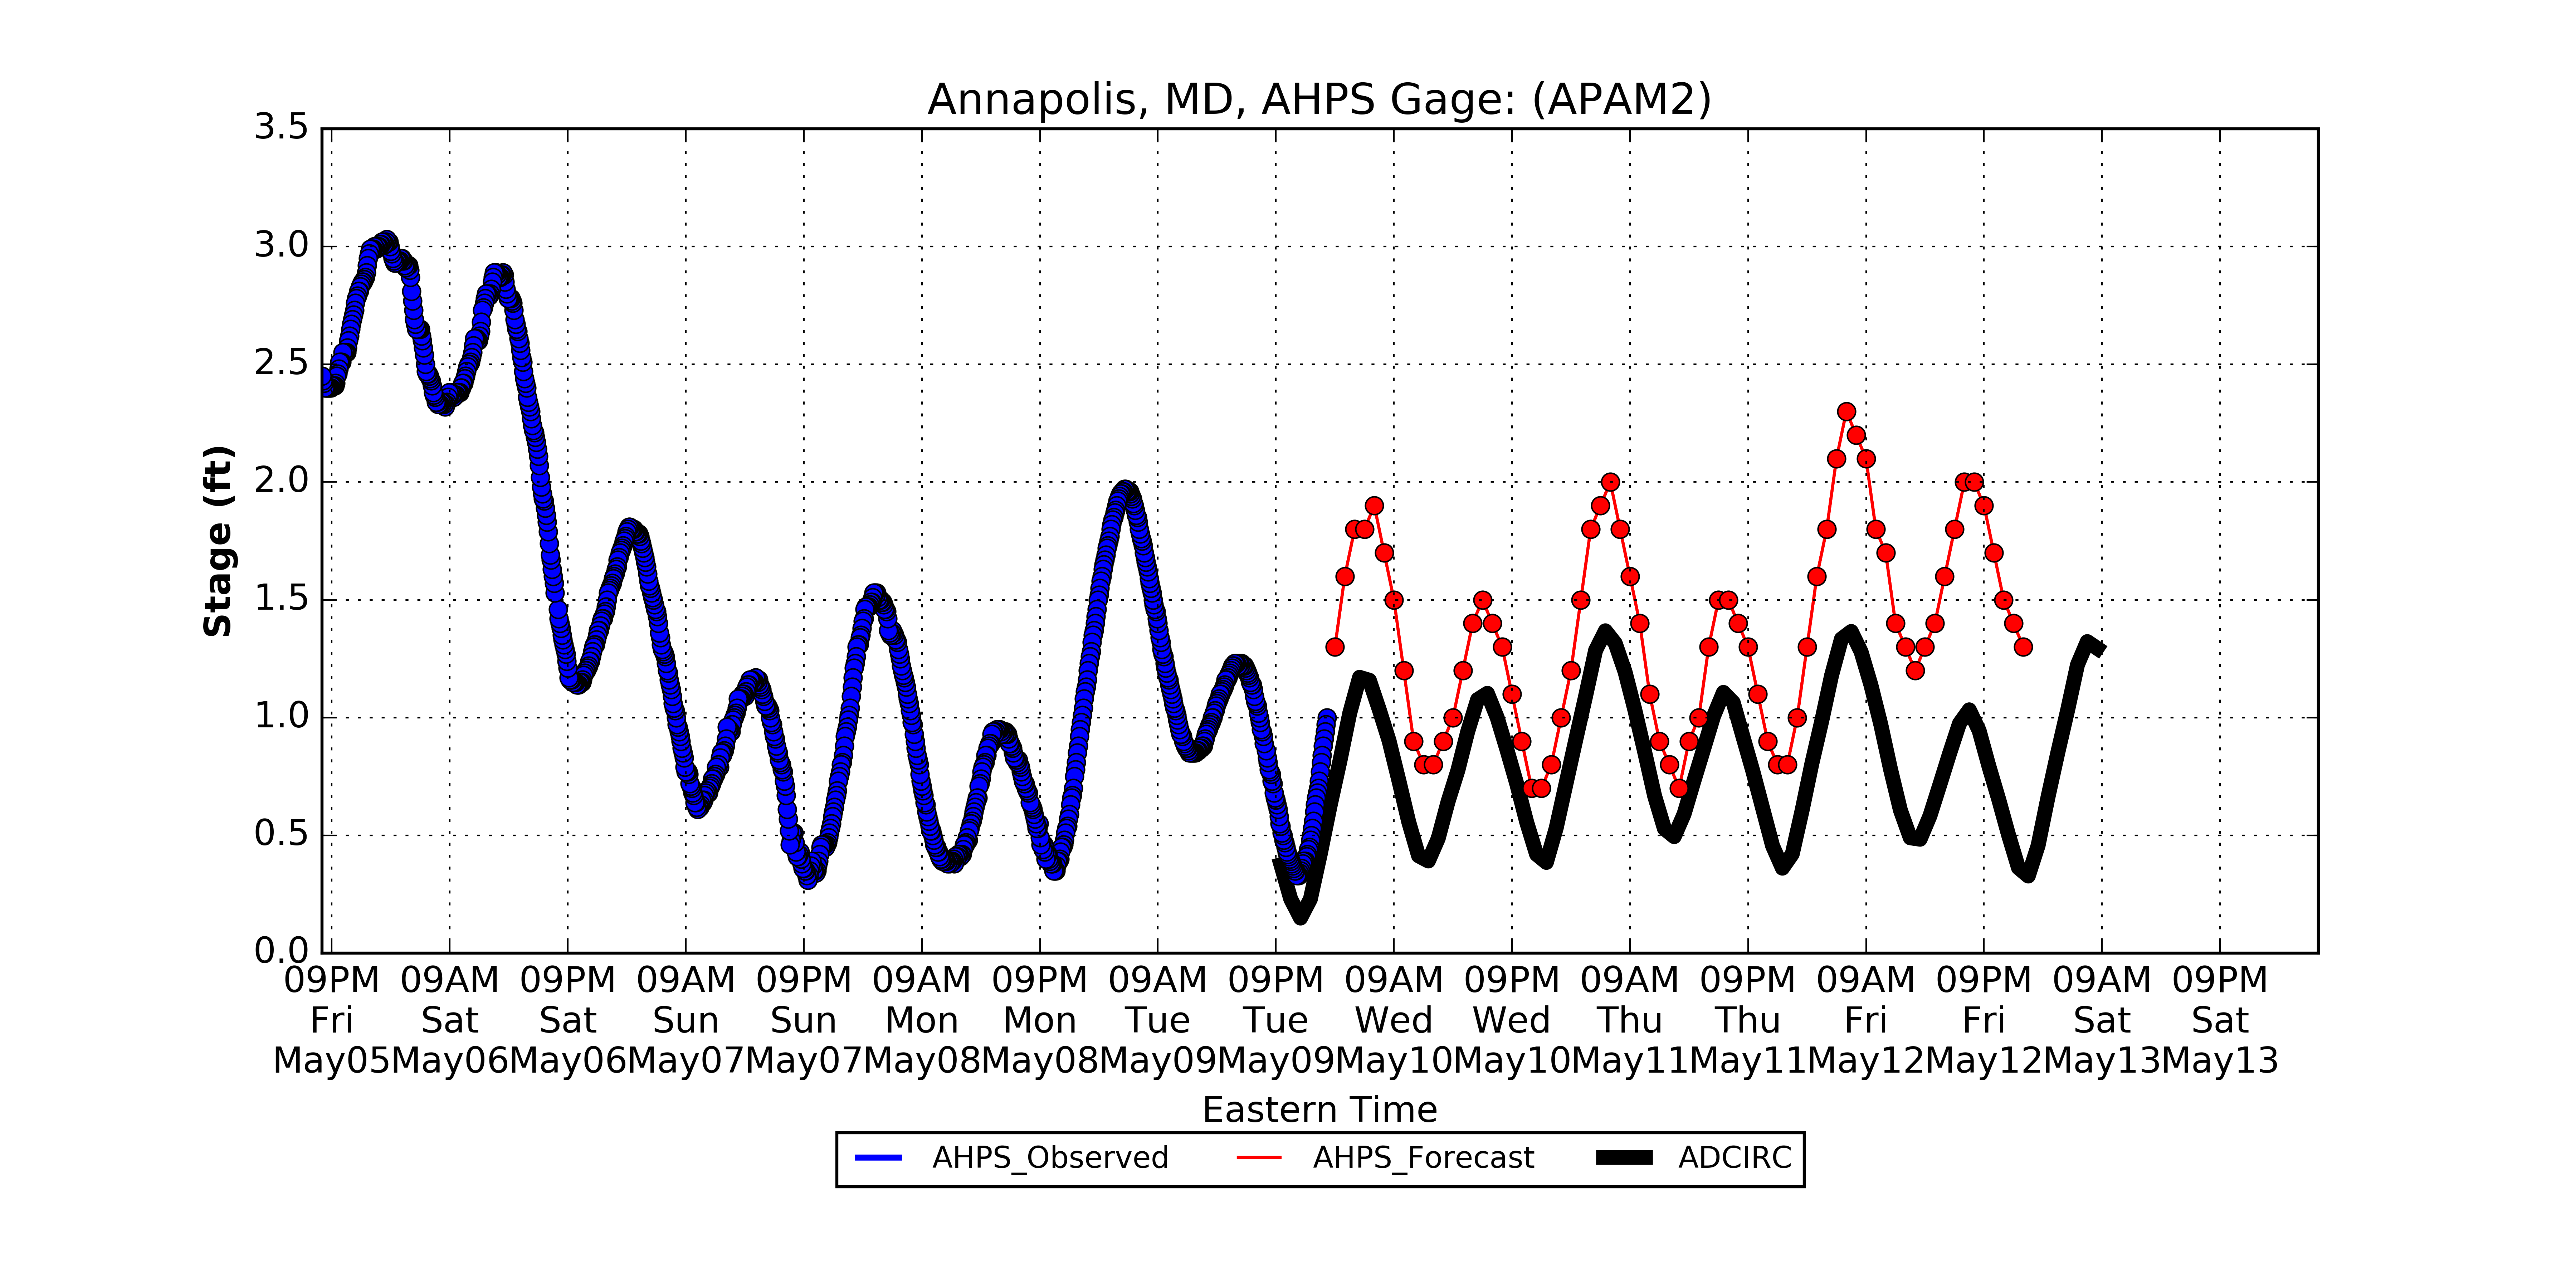 Annapolis, MD, AHPS Gage: (APAM2)
3.5
3.0
2.5
2.0
1.5
1.0
0.5
0.0
Stage (ft)
09PM 09AM 09PM 09AM 09PM 09AM 09PM 09AM 09PM 09AM 09PM 09AM 09PM 09AM 09PM 09AM 09PM
Fri Sat Sat Sun Sun Mon Mon Tue Tue Wed Wed Thu Thu Fri Fri Sat Sat
May05 May06 May06 May07 May07 May08 May08 May09 May09 May10 May10 May11 May11 May12 May12 May13 May13
Eastern Time
AHPS_Observed AHPS_Forecast ADCIRC